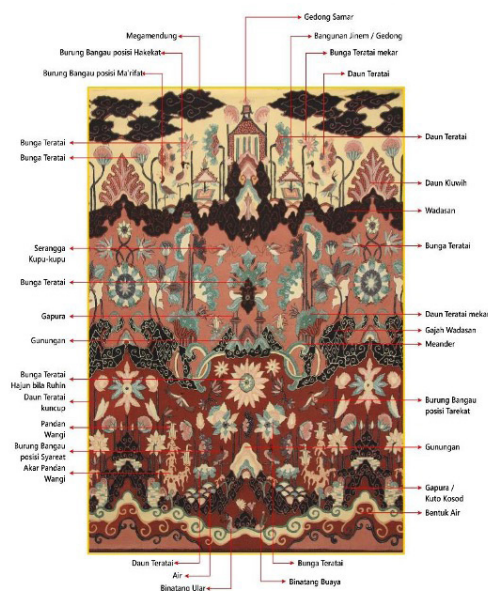 Gedong Samar
Megamendung
Bangunan Jinem / Gedong
Burung Bangau posisi Hakekat
Bunga Teratai mekar
Burung Bangau posisi Ma'rifat
Daun Teratai
Bunga Teratai
Daun Teratai
Bunga Teratai
Daun Kluwih
Wadasan
Serangga
Kupu-kupu
Bunga Teratai
Bunga Teratai
Gapura
Daun Teratai mekar
Gajah Wadasan
Gunungan
Meander
Bunga Teratai
Hajun bila Ruhin
Daun Teratai
kuncup
Burung Bangau
posisi Tarekat
Pandan
Wangi
Burung Bangau
posisi Syareat
Gunungan
Akar Pandan
Wangi
Gapura /
Kuto Kosod
Bentuk Air
Daun Teratai
Bunga Teratai
Air
Binatang Buaya
Binatang Ular